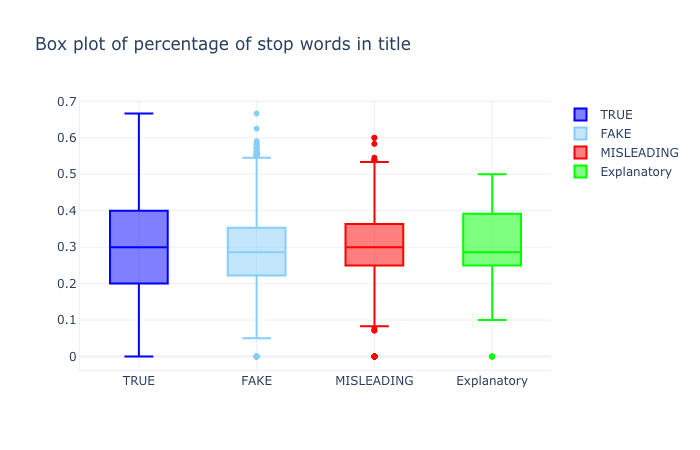 Box plot of percentage of stop words in title
0.7
0.6
0.5
0.4
0.3
0.2
0.1
0
TRUE
FAKE
MISLEADING
Explanatory
TRUE
FAKE
MISLEADING
Explanatory